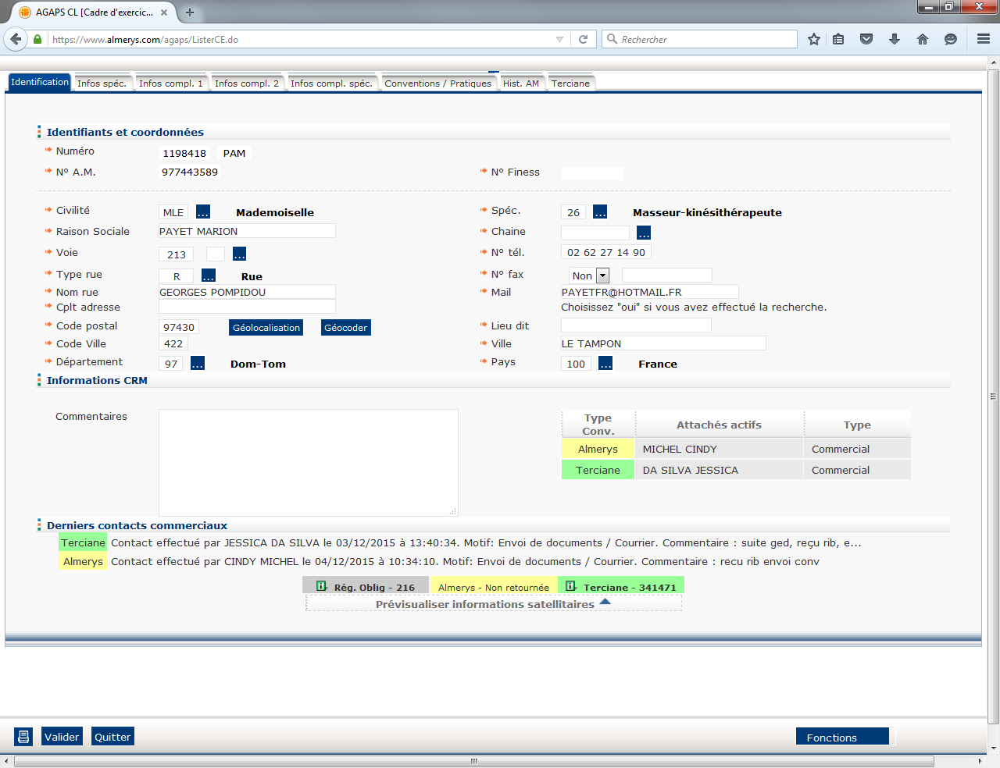 AGAPS CL [Cadre d'exercic...
https://www.almerys.com/agaps/ListerCE.do
Rechercher
Identification Infos spéc. Infos compl. 1 Infos compl. 2 Infos compl. spéc. Conventions / Pratiques Hist. AM Terciane
Identifiants et coordonnées
Numéro 1198418 PAM
N° A.M. 977443589 N° Finess
Civilité MLE ... Mademoiselle Spéc. 26 ... Masseur-kinésithérapeute
Raison Sociale PAYET MARION Chaine ...
Voie 213 ... N° tél. 02 62 27 14 90
Type rue R ... Rue N° fax Non
Nom rue GEORGES POMPIDOU Mail PAYETFR@HOTMAIL.FR
Cplt adresse Choisissez "oui" si vous avez effectué la recherche.
Code postal 97430 Géolocalisation Géocoder Lieu dit
Code Ville 422 Ville LE TAMPON
Département 97 ... Dom-Tom Pays 100 ... France
Informations CRM
Commentaires
Type Conv. Attachés actifs Type
Almerys MICHEL CINDY Commercial
Terciane DA SILVA JESSICA Commercial
Derniers contacts commerciaux
Terciane Contact effectué par JESSICA DA SILVA le 03/12/2015 à 13:40:34. Motif: Envoi de documents / Courrier. Commentaire : suite ged, reçu rib, e...
Almerys Contact effectué par CINDY MICHEL le 04/12/2015 à 10:34:10. Motif: Envoi de documents / Courrier. Commentaire : recu rib envoi conv
Rég. Oblig - 216 Almerys - Non retournée Terciane - 341471
Prévisualiser informations satellitaires
Valider Quitter Fonctions